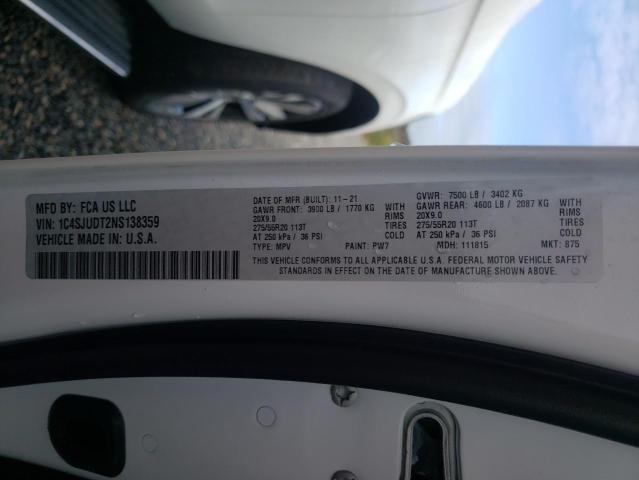 MFD BY: FCA US LLC
VIN: 1C4SJUDT2NS138359
VEHICLE MADE IN: U.S.A.
DATE OF MFR (BUILT): 11-21
GAWR FRONT: 3900 LB / 1770 KG WITH
20X9.0 RIMS
275/55R20 113T TIRES
AT 250 kPa / 36 PSI COLD
TYPE: MPV PAINT: PW7
GVWR: 7500 LB / 3402 KG
GAWR REAR: 4600 LB / 2087 KG WITH
20X9.0 RIMS
275/55R20 113T TIRES
AT 250 kPa / 36 PSI COLD
MDH: 111815 MKT: 875
THIS VEHICLE CONFORMS TO ALL APPLICABLE U.S.A. FEDERAL MOTOR VEHICLE SAFETY
STANDARDS IN EFFECT ON THE DATE OF MANUFACTURE SHOWN ABOVE.